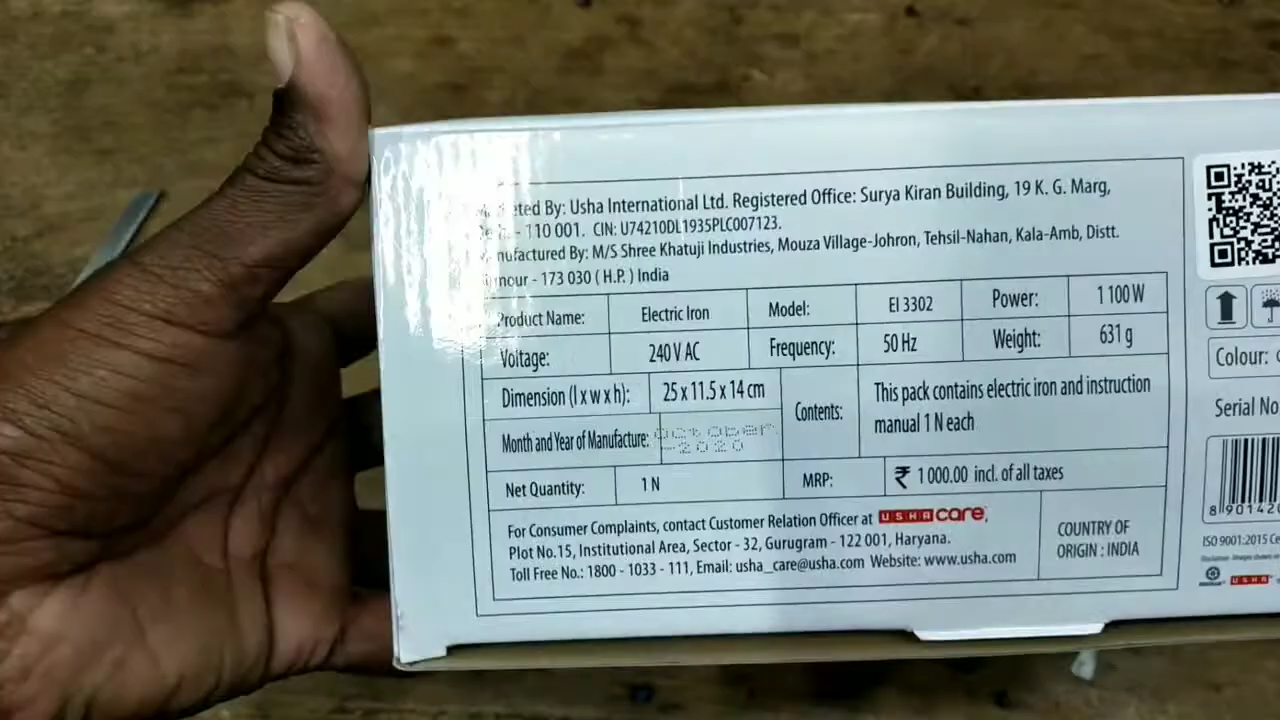 eted By: Usha International Ltd. Registered Office: Surya Kiran Building, 19 K. G. Marg,
- 110 001. CIN: U74210DL1935PLC007123.
nufactured By: M/S Shree Khatuji Industries, Mouza Village-Johron, Tehsil-Nahan, Kala-Amb, Distt.
mour - 173 030 ( H.P. ) India
Product Name: Electric Iron Model: EI 3302 Power: 1 100 W
Voltage: 240 V AC Frequency: 50 Hz Weight: 631 g
Dimension (l x w x h): 25 x 11.5 x 14 cm Contents: This pack contains electric iron and instruction
manual 1 N each
Month and Year of Manufacture: October
2020
Net Quantity: 1 N MRP: ₹ 1 000.00 incl. of all taxes
For Consumer Complaints, contact Customer Relation Officer at USHA care,
Plot No.15, Institutional Area, Sector - 32, Gurugram - 122 001, Haryana.
Toll Free No.: 1800 - 1033 - 111, Email: usha_care@usha.com Website: www.usha.com
COUNTRY OF
ORIGIN : INDIA
Colour:
Serial No
8 901420
ISO 9001:2015 Ce
USHA